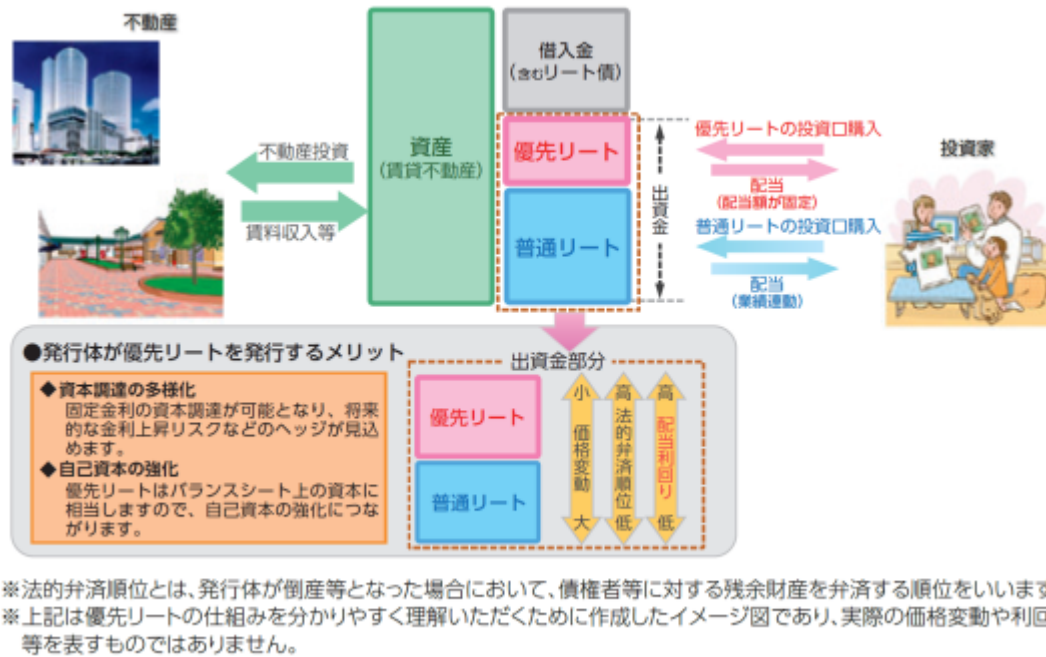 不動産
借入金
(含むリート債)
優先リートの投資口購入
投資家
不動産投資
資産
(賃貸不動産)
優先リート
出資金
配当
(配当額が固定)
賃料収入等
普通リート
普通リートの投資口購入
配当
(業績連動)
●発行体が優先リートを発行するメリット
出資金部分
◆資本調達の多様化
固定金利の資本調達が可能となり、将来
的な金利上昇リスクなどのヘッジが見込
めます。
◆自己資本の強化
優先リートはバランスシート上の資本に
相当しますので、自己資本の強化につな
がります。
優先リート
普通リート
小 価格変動 大
高 法的弁済順位 低
高 配当利回り 低
※法的弁済順位とは、発行体が倒産等となった場合において、債権者等に対する残余財産を弁済する順位をいいます
※上記は優先リートの仕組みを分かりやすく理解いただくために作成したイメージ図であり、実際の価格変動や利回
等を表すものではありません。